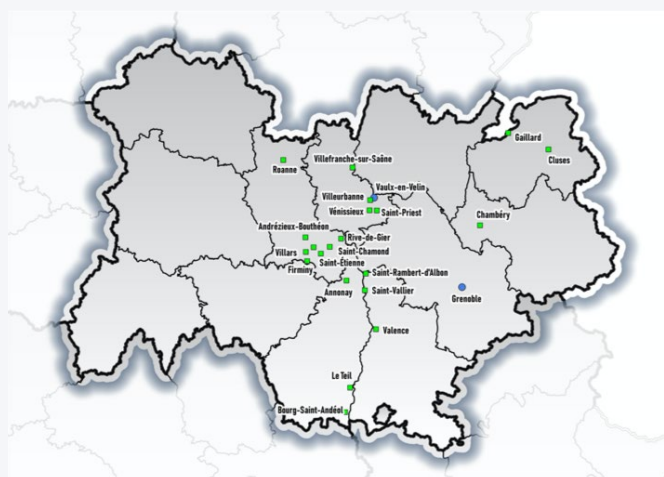 Gaillard
Cluses
Villefranche-sur-Saône
Roanne
Vaulx-en-Velin
Villeurbanne
Vénissieux
Saint-Priest
Chambéry
Andrézieux-Bouthéon
Rive-de-Gier
Villars
Saint-Chamond
Saint-Étienne
Firminy
Saint-Rambert-d'Albon
Annonay
Saint-Vallier
Grenoble
Valence
Le Teil
Bourg-Saint-Andéol